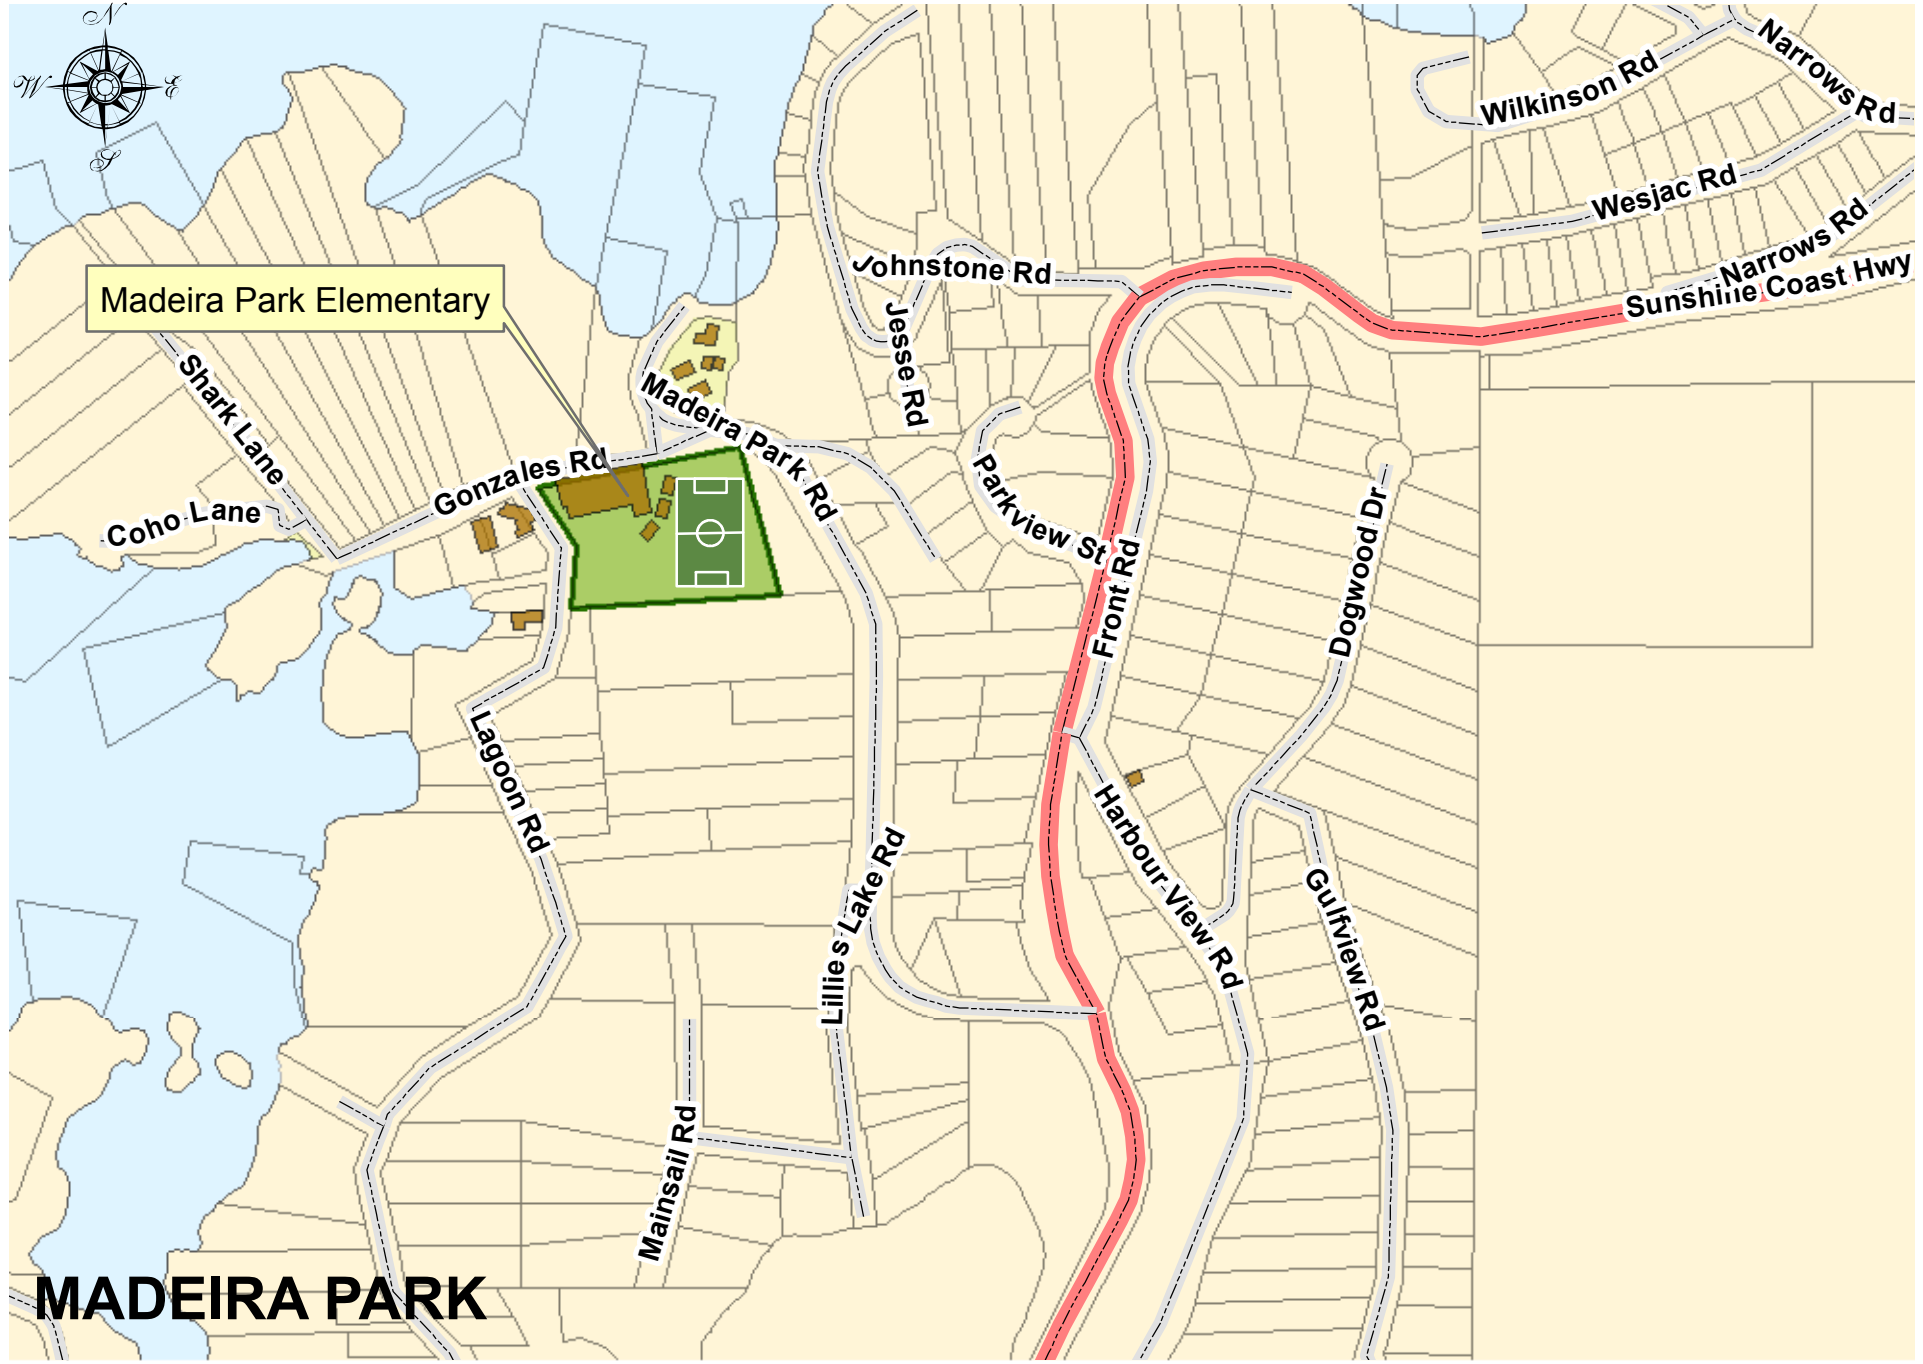 N
W
E
S
Narrows Rd
Wilkinson Rd
Wesjac Rd
Narrows Rd
Sunshine Coast Hwy
Johnstone Rd
Jesse Rd
Madeira Park Elementary
Shark Lane
Madeira Park Rd
Gonzales Rd
Coho Lane
Parkview St
Front Rd
Dogwood Dr
Lagoon Rd
Harbour View Rd
Gulfview Rd
Lillies Lake Rd
Mainsail Rd
MADEIRA PARK